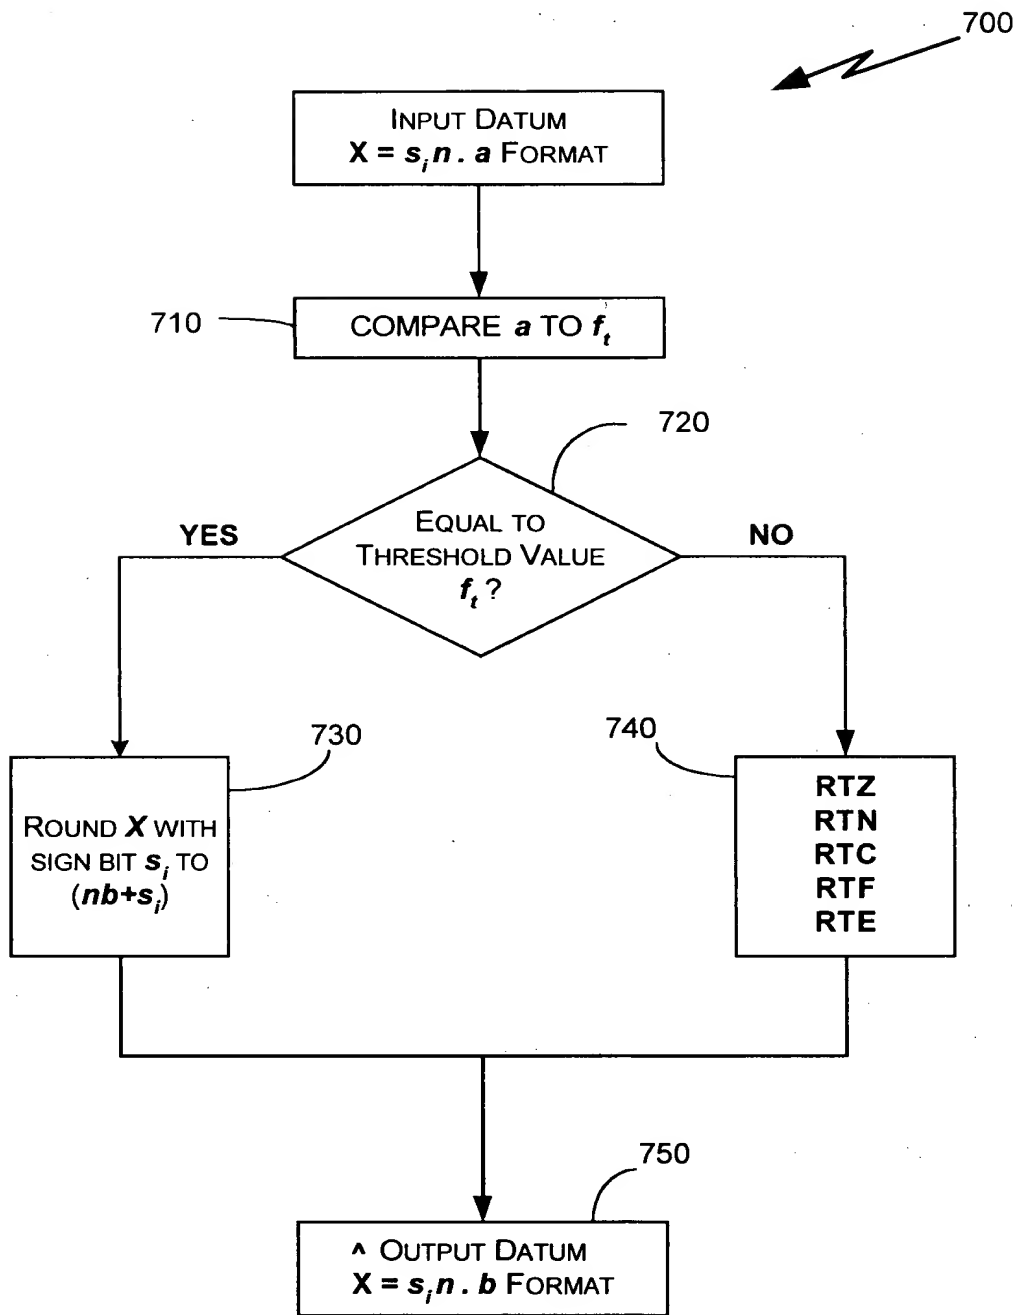 700
INPUT DATUM
X = s_i n . a FORMAT
710
COMPARE a TO f_t
720
YES
EQUAL TO
THRESHOLD VALUE
f_t ?
NO
730
740
ROUND X WITH
SIGN BIT s_i TO
(nb+s_i)
RTZ
RTN
RTC
RTF
RTE
750
^ OUTPUT DATUM
X = s_i n . b FORMAT